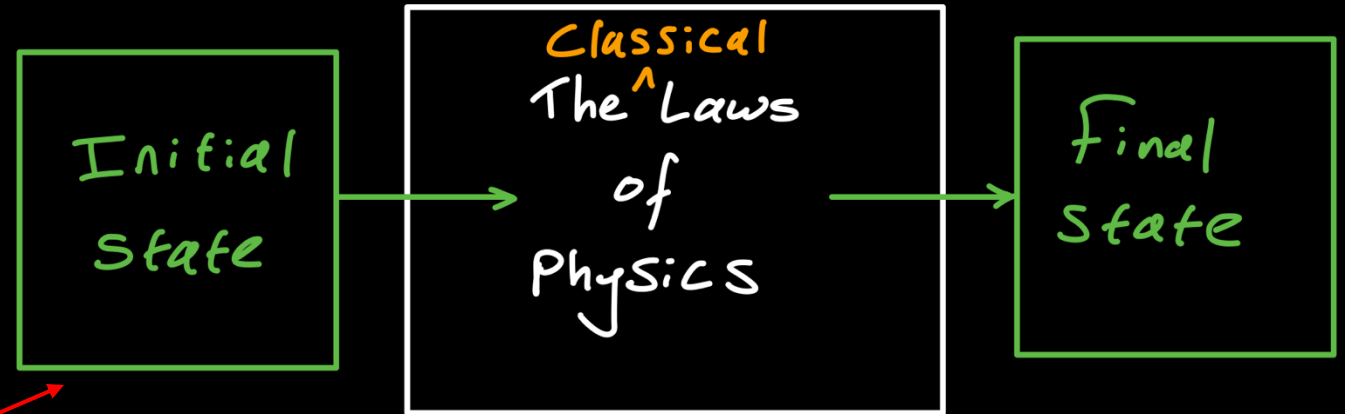 Initial
state
Classical
The ^ Laws
of
Physics
Final
state